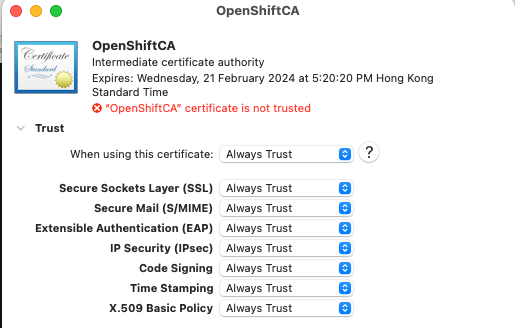 OpenShiftCA
Certificate
Standard
OpenShiftCA
Intermediate certificate authority
Expires: Wednesday, 21 February 2024 at 5:20:20 PM Hong Kong
Standard Time
“OpenShiftCA” certificate is not trusted
Trust
When using this certificate: Always Trust ?
Secure Sockets Layer (SSL) Always Trust
Secure Mail (S/MIME) Always Trust
Extensible Authentication (EAP) Always Trust
IP Security (IPsec) Always Trust
Code Signing Always Trust
Time Stamping Always Trust
X.509 Basic Policy Always Trust